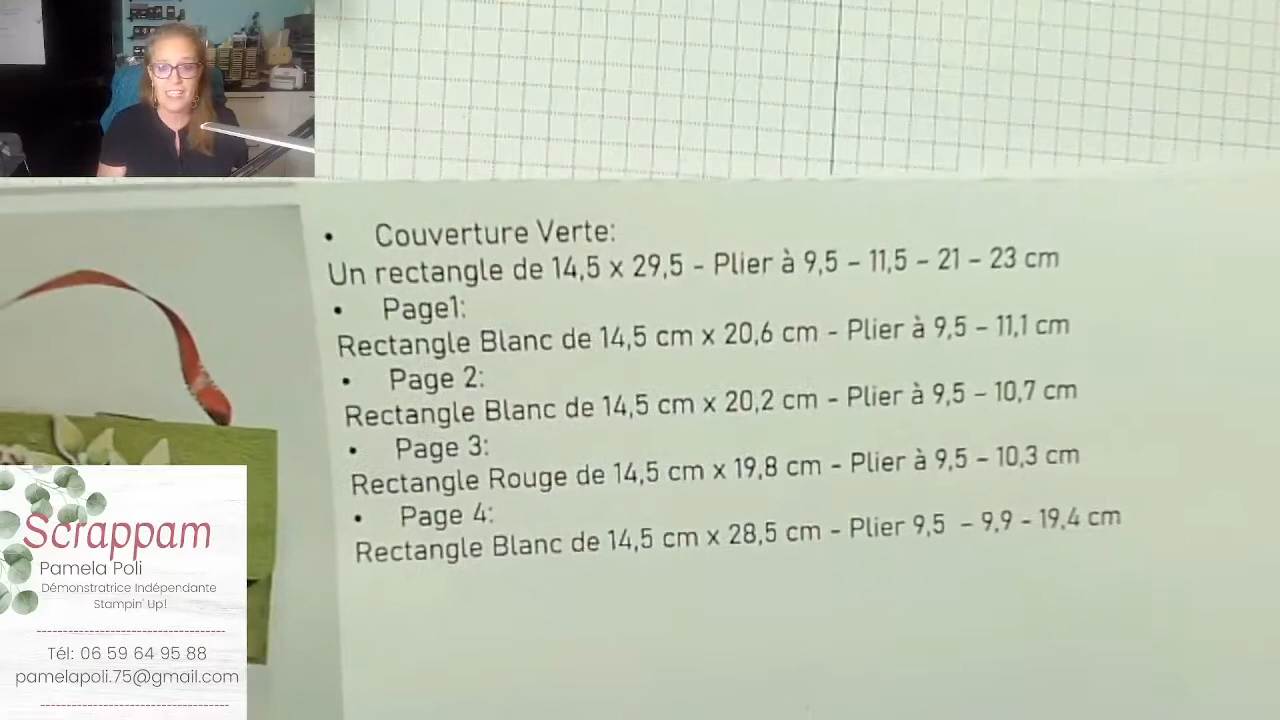 • Couverture Verte:
Un rectangle de 14,5 x 29,5 - Plier à 9,5 – 11,5 – 21 – 23 cm
• Page1:
Rectangle Blanc de 14,5 cm x 20,6 cm - Plier à 9,5 – 11,1 cm
• Page 2:
Rectangle Blanc de 14,5 cm x 20,2 cm - Plier à 9,5 – 10,7 cm
• Page 3:
Rectangle Rouge de 14,5 cm x 19,8 cm - Plier à 9,5 – 10,3 cm
• Page 4:
Rectangle Blanc de 14,5 cm x 28,5 cm - Plier 9,5 – 9,9 - 19,4 cm
Scrappam
Pamela Poli
Démonstratrice Indépendante
Stampin' Up!
Tél: 06 59 64 95 88
pamelapoli.75@gmail.com